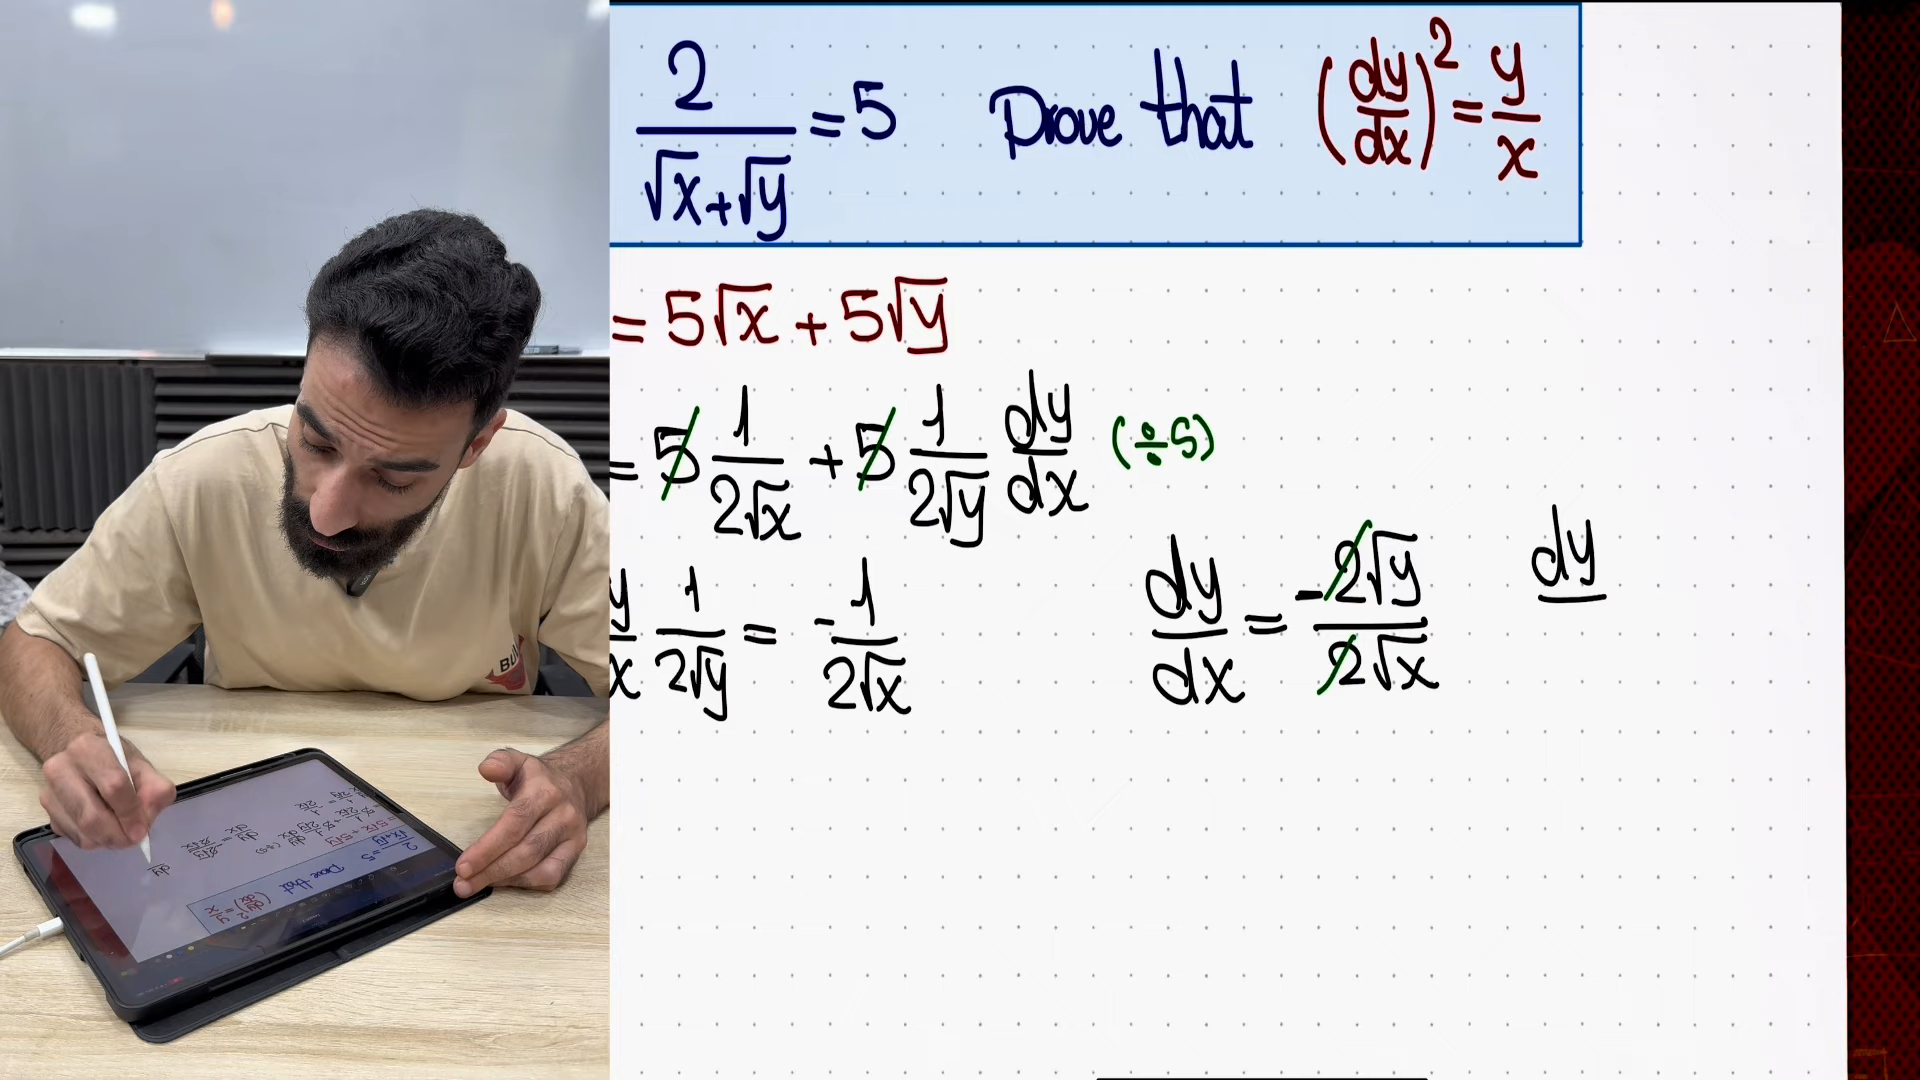 2/(√x+√y) = 5 Prove that (dy/dx)² = y/x
= 5√x + 5√y
= 5 1/(2√x) + 5 1/(2√y) dy/dx (÷5)
y/x 1/(2√y) = -1/(2√x)
dy/dx = -2√y/(2√x) dy
BU